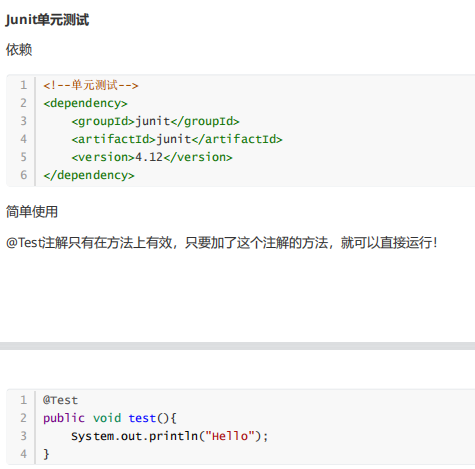 Junit单元测试
依赖
1 <!--单元测试-->
2 <dependency>
3     <groupId>junit</groupId>
4     <artifactId>junit</artifactId>
5     <version>4.12</version>
6 </dependency>
简单使用
@Test注解只有在方法上有效，只要加了这个注解的方法，就可以直接运行！
1 @Test
2 public void test(){
3     System.out.println("Hello");
4 }